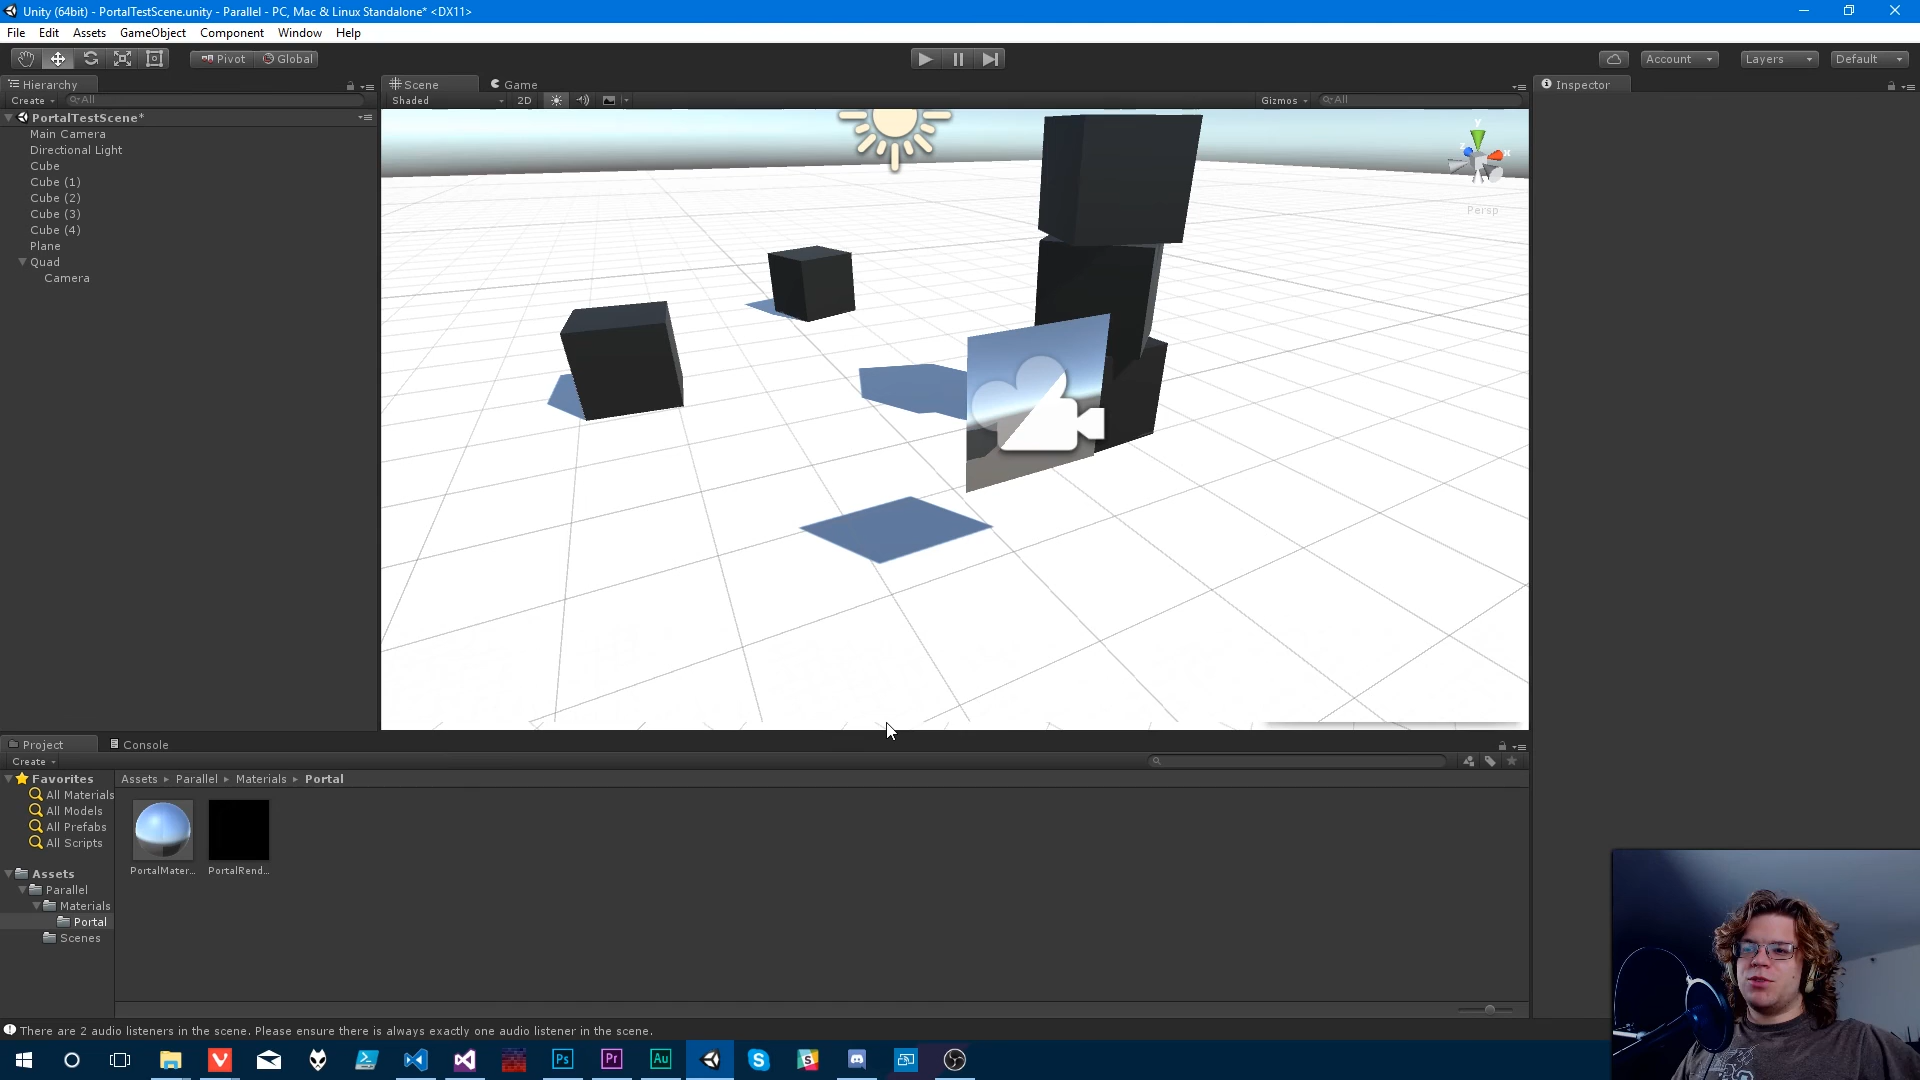 Unity (64bit) - PortalTestScene.unity - Parallel - PC, Mac & Linux Standalone* <DX11>
File Edit Assets GameObject Component Window Help
Pivot Global Account Layers Default
Hierarchy Scene Game Inspector
Create All Shaded 2D Gizmos All
PortalTestScene*
Main Camera
Directional Light
Cube
Cube (1)
Cube (2)
Cube (3)
Cube (4)
Plane
Quad
Camera
y
z x
Persp
Project Console
Create
Favorites
All Materials
All Models
All Prefabs
All Scripts
Assets
Parallel
Materials
Portal
Scenes
Assets Parallel Materials Portal
PortalMater... PortalRend...
There are 2 audio listeners in the scene. Please ensure there is always exactly one audio listener in the scene.
Ps Pr Au